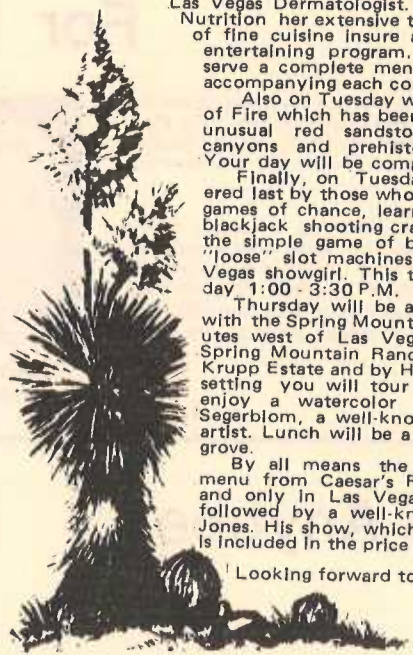 Las Vegas Dermatologist.
Nutrition her extensive t
of fine cuisine insure a
entertaining program.
serve a complete men
accompanying each co
Also on Tuesday w
of Fire which has been
unusual red sandsto
canyons and prehist
Your day will be comp
Finally, on Tuesda
ered last by those who
games of chance, learn
blackjack shooting cra
the simple game of b
"loose" slot machines
Vegas showgirl. This t
day 1:00 - 3:30 P.M.
Thursday will be a
with the Spring Mount
utes west of Las Veg
Spring Mountain Ranc
Krupp Estate and by H
setting you will tour
enjoy a watercolor
Segerblom, a well-kno
artist. Lunch will be a
grove.
By all means the
menu from Caesar's P
and only in Las Vega
followed by a well-kn
Jones. His show, which
is included in the price
Looking forward to